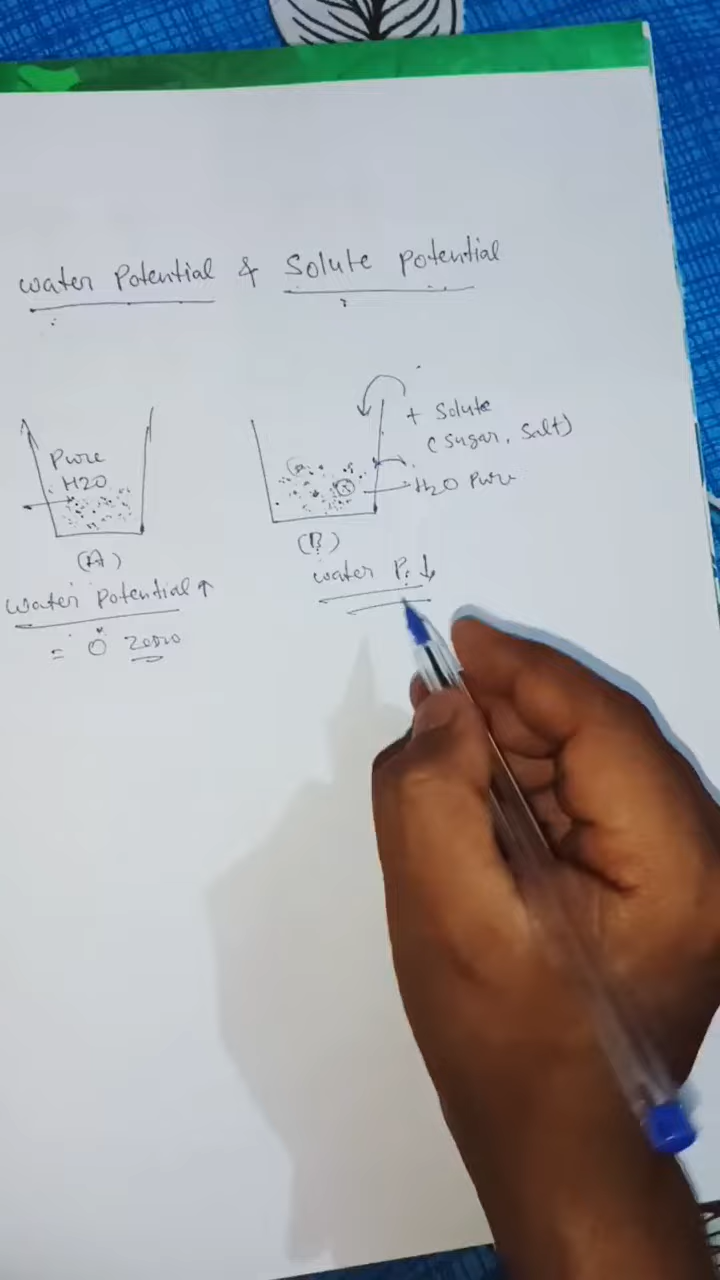 water Potential & Solute potential
Pure
H2O
+ Solute
(Sugar, Salt)
H2O Pure
(A)
(B)
water Potential ↑
= 0 Zero
water P. ↓